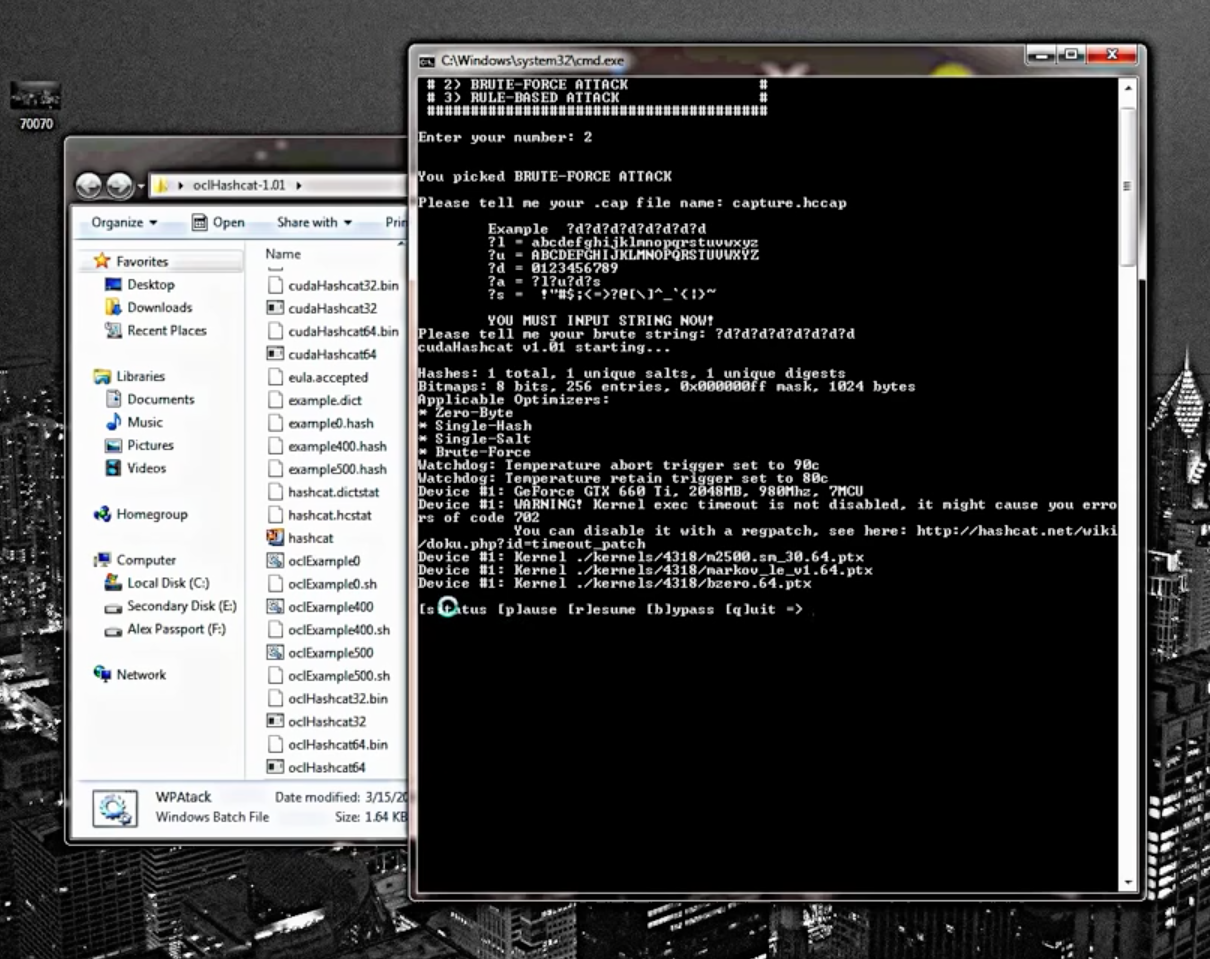 70070
oclHashcat-1.01
Organize
Open
Share with
Favorites
Desktop
Downloads
Recent Places
Libraries
Documents
Music
Pictures
Videos
Homegroup
Computer
Local Disk (C:)
Secondary Disk (E:)
Alex Passport (F:)
Network
Name
cudaHashcat32.bin
cudaHashcat32
cudaHashcat64.bin
cudaHashcat64
eula.accepted
example.dict
example0.hash
example400.hash
example500.hash
hashcat.dictstat
hashcat.hcstat
hashcat
oclExample0
oclExample0.sh
oclExample400
oclExample400.sh
oclExample500
oclExample500.sh
oclHashcat32.bin
oclHashcat32
oclHashcat64.bin
oclHashcat64
WPAtack
Date modified: 3/15/20
Windows Batch File
Size: 1.64 KB
C:\Windows\system32\cmd.exe
# 2> BRUTE-FORCE ATTACK #
# 3> RULE-BASED ATTACK #
#######################################
Enter your number: 2
You picked BRUTE-FORCE ATTACK
Please tell me your .cap file name: capture.hccap
Example ?d?d?d?d?d?d?d?d
?l = abcdefghijklmnopqrstuvwxyz
?u = ABCDEFGHIJKLMNOPQRSTUVWXYZ
?d = 0123456789
?a = ?l?u?d?s
?s = !"#$;<=>?@[\]^_`{|}~
YOU MUST INPUT STRING NOW!
Please tell me your brute string: ?d?d?d?d?d?d?d?d
cudaHashcat v1.01 starting...
Hashes: 1 total, 1 unique salts, 1 unique digests
Bitmaps: 8 bits, 256 entries, 0x000000ff mask, 1024 bytes
Applicable Optimizers:
* Zero-Byte
* Single-Hash
* Single-Salt
* Brute-Force
Watchdog: Temperature abort trigger set to 90c
Watchdog: Temperature retain trigger set to 80c
Device #1: GeForce GTX 660 Ti, 2048MB, 980Mhz, 7MCU
Device #1: WARNING! Kernel exec timeout is not disabled, it might cause you erro
rs of code 702
You can disable it with a regpatch, see here: http://hashcat.net/wiki
/doku.php?id=timeout_patch
Device #1: Kernel ./kernels/4318/m2500.sm_30.64.ptx
Device #1: Kernel ./kernels/4318/markov_le_v1.64.ptx
Device #1: Kernel ./kernels/4318/bzero.64.ptx
[s]tatus [p]ause [r]esume [b]ypass [q]uit =>